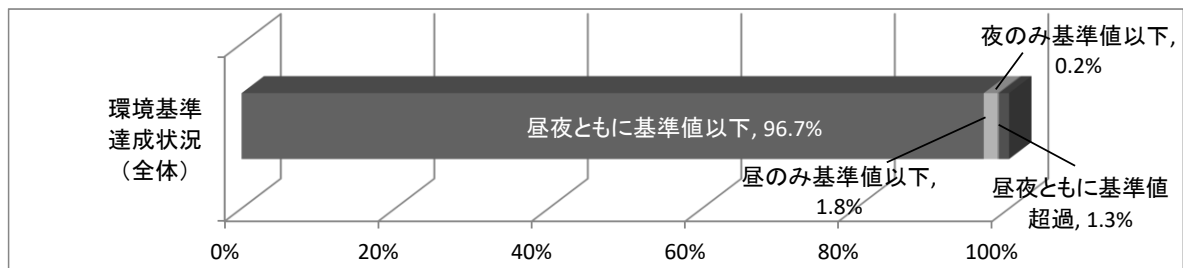 夜のみ基準値以下,
0.2%
環境基準
達成状況
（全体）
昼夜ともに基準値以下, 96.7%
昼のみ基準値以下,
1.8%
昼夜ともに基準値
超過, 1.3%
0%
20%
40%
60%
80%
100%